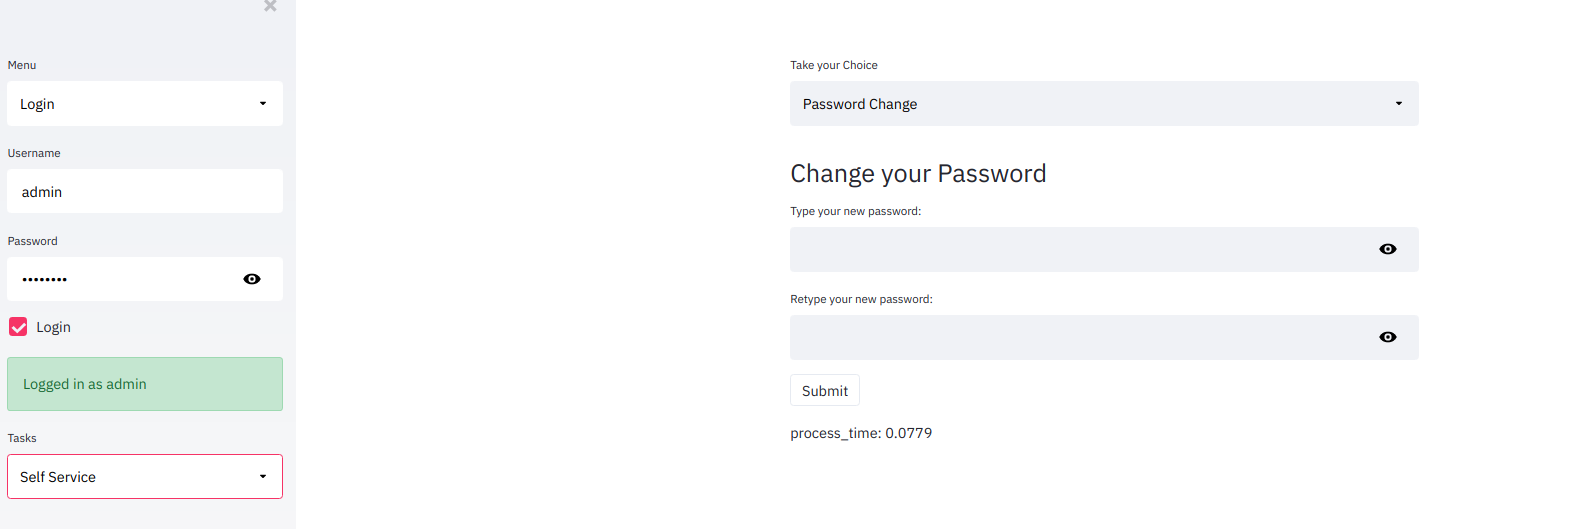 Menu
Login
Username
admin
Password
••••••••
Login
Logged in as admin
Tasks
Self Service
Take your Choice
Password Change
Change your Password
Type your new password:
Retype your new password:
Submit
process_time: 0.0779